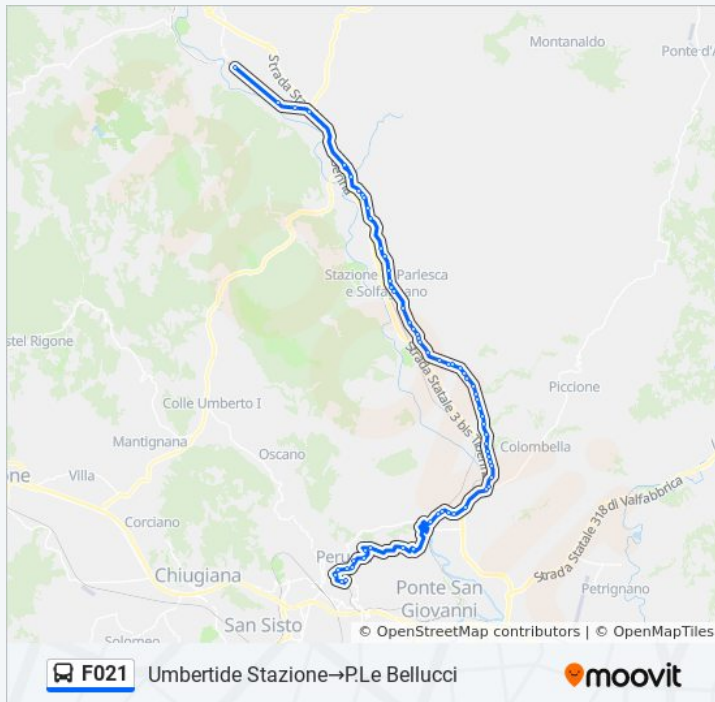 Montanaldo
Ponte d'A
Strada St
berina
Stazione Parlesca
e Solfagnano
stel Rigone
Strada Statale 3 bis Tiberina
Piccione
Colle Umberto I
Mantignana
Oscano
Colombella
one
Villa
Corciano
Strada Statale 318 di Valfabbrica
Peru
Chiugiana
Ponte San
Giovanni
Petrignano
San Sisto
Solomeo
© OpenStreetMap contributors | © OpenMapTiles
F021 Umbertide Stazione→P.Le Bellucci
moovit